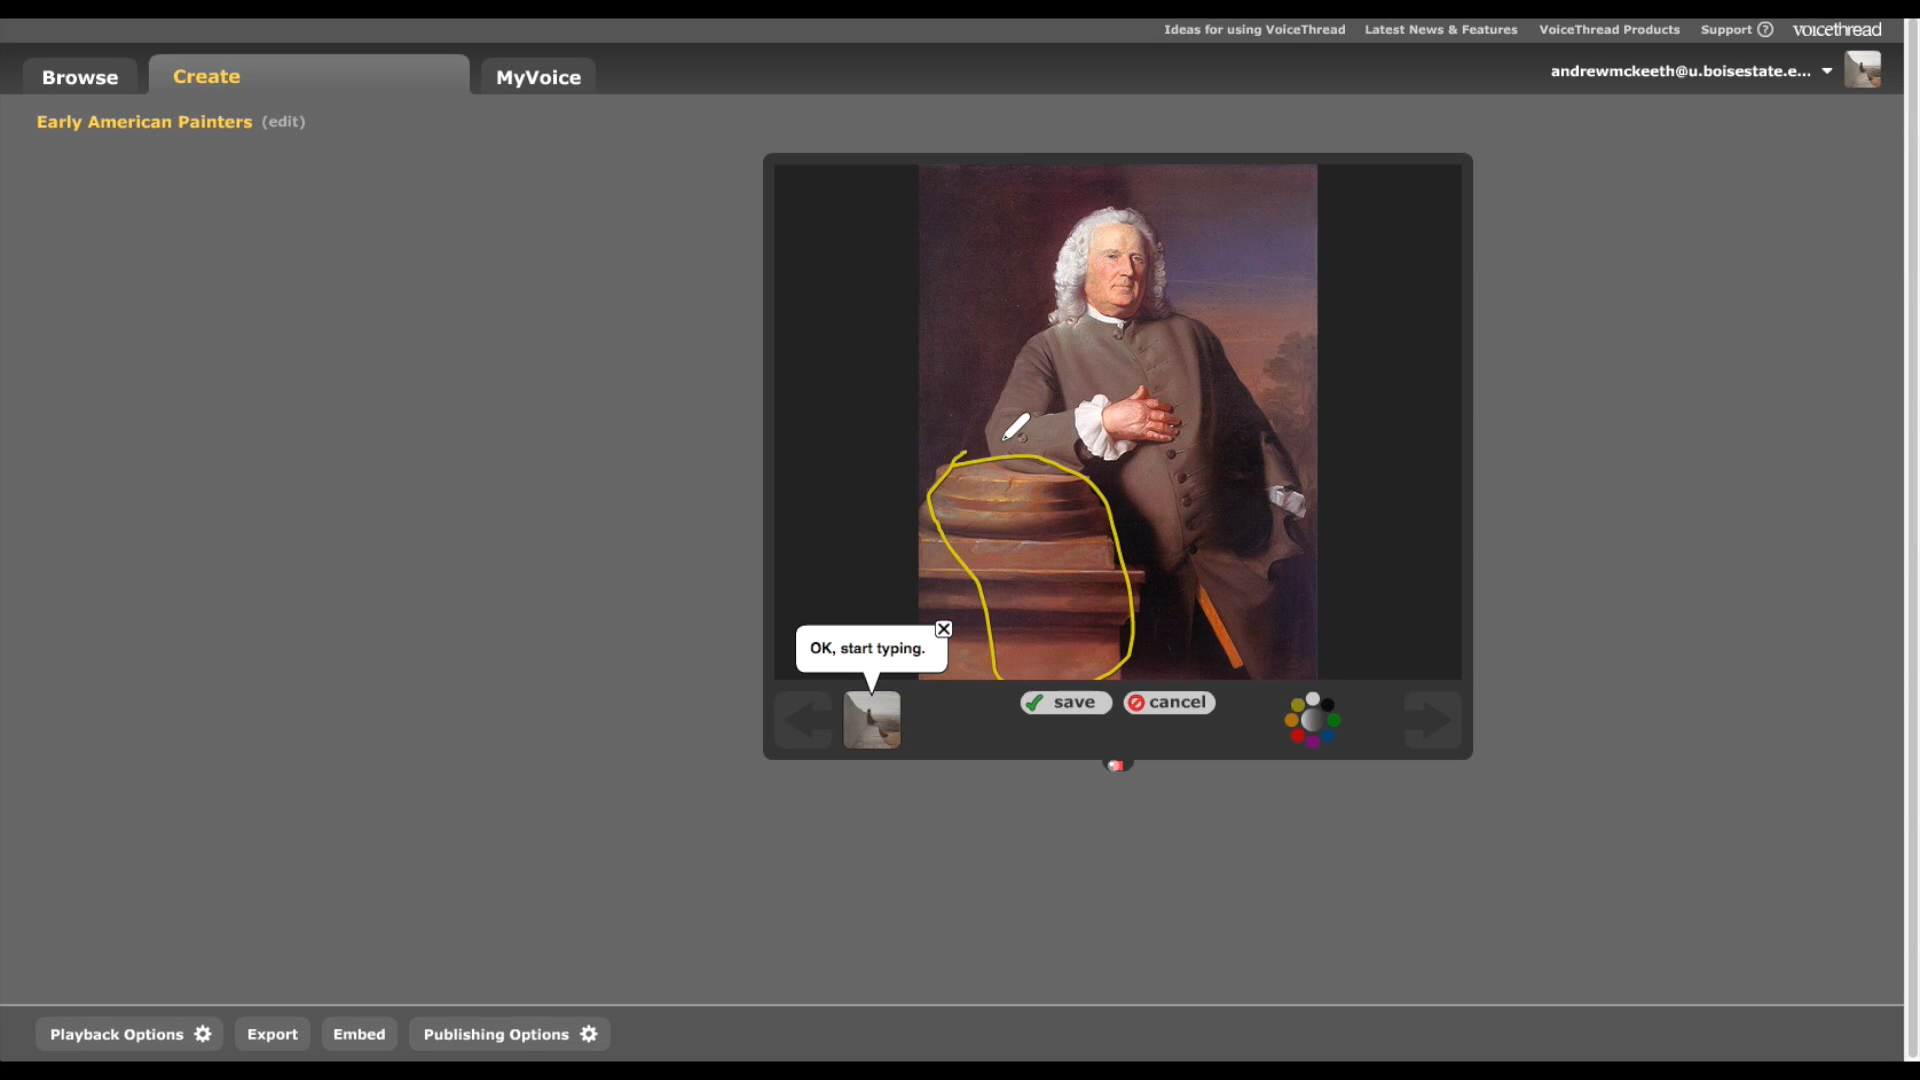 Ideas for using VoiceThread Latest News & Features VoiceThread Products Support ? voicethread
Browse Create MyVoice andrewmckeeth@u.boisestate.e...
Early American Painters (edit)
OK, start typing.
save cancel
Playback Options Export Embed Publishing Options